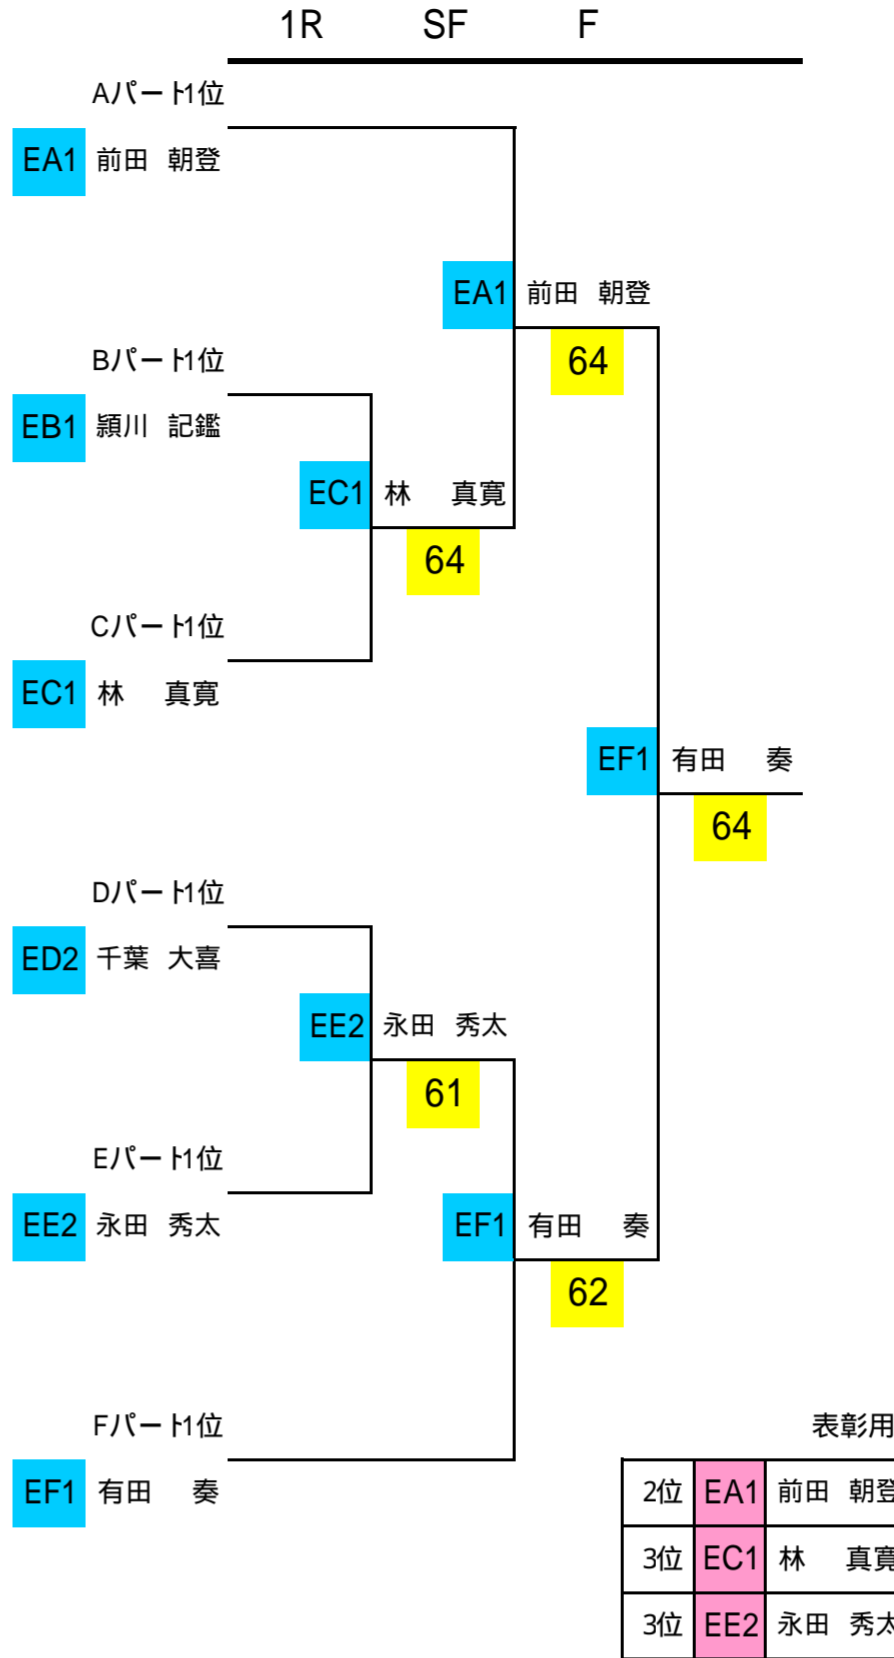 1R SF F
Aパート1位
EA1 前田 朝登
EA1 前田 朝登
64
Bパート1位
EB1 頴川 記鑑
EC1 林 真寛
64
Cパート1位
EC1 林 真寛
EF1 有田 奏
64
Dパート1位
ED2 千葉 大喜
EE2 永田 秀太
61
Eパート1位
EE2 永田 秀太
EF1 有田 奏
62
Fパート1位
EF1 有田 奏
表彰用
2位 EA1 前田 朝登
3位 EC1 林 真寛
3位 EE2 永田 秀太